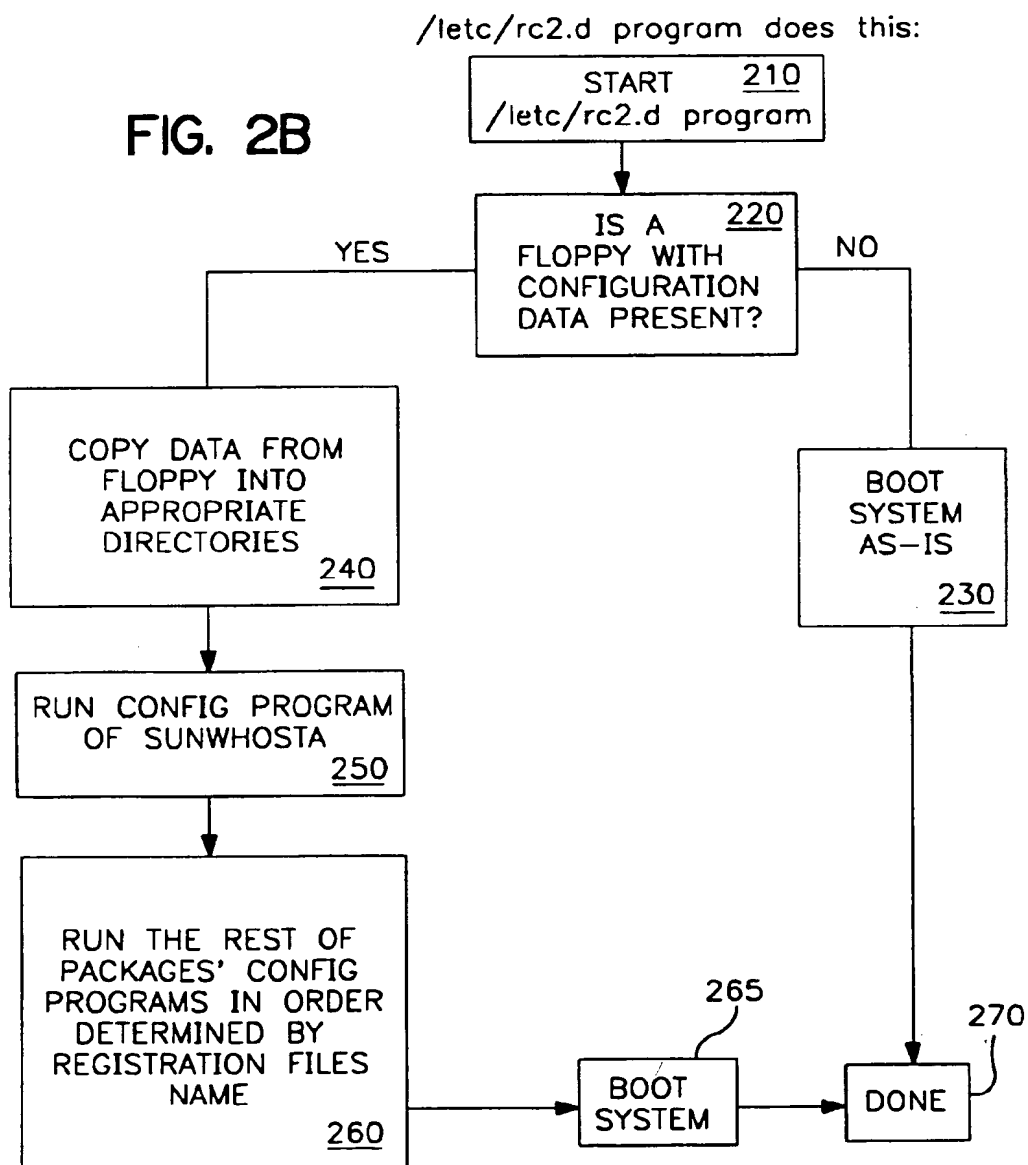 /letc/rc2.d program does this:
FIG. 2B
START 210
/letc/rc2.d program
IS A 220
FLOPPY WITH
CONFIGURATION
DATA PRESENT?
YES
NO
COPY DATA FROM
FLOPPY INTO
APPROPRIATE
DIRECTORIES
240
BOOT
SYSTEM
AS–IS
230
RUN CONFIG PROGRAM
OF SUNWHOSTA
250
RUN THE REST OF
PACKAGES' CONFIG
PROGRAMS IN ORDER
DETERMINED BY
REGISTRATION FILES
NAME
260
265
BOOT
SYSTEM
270
DONE